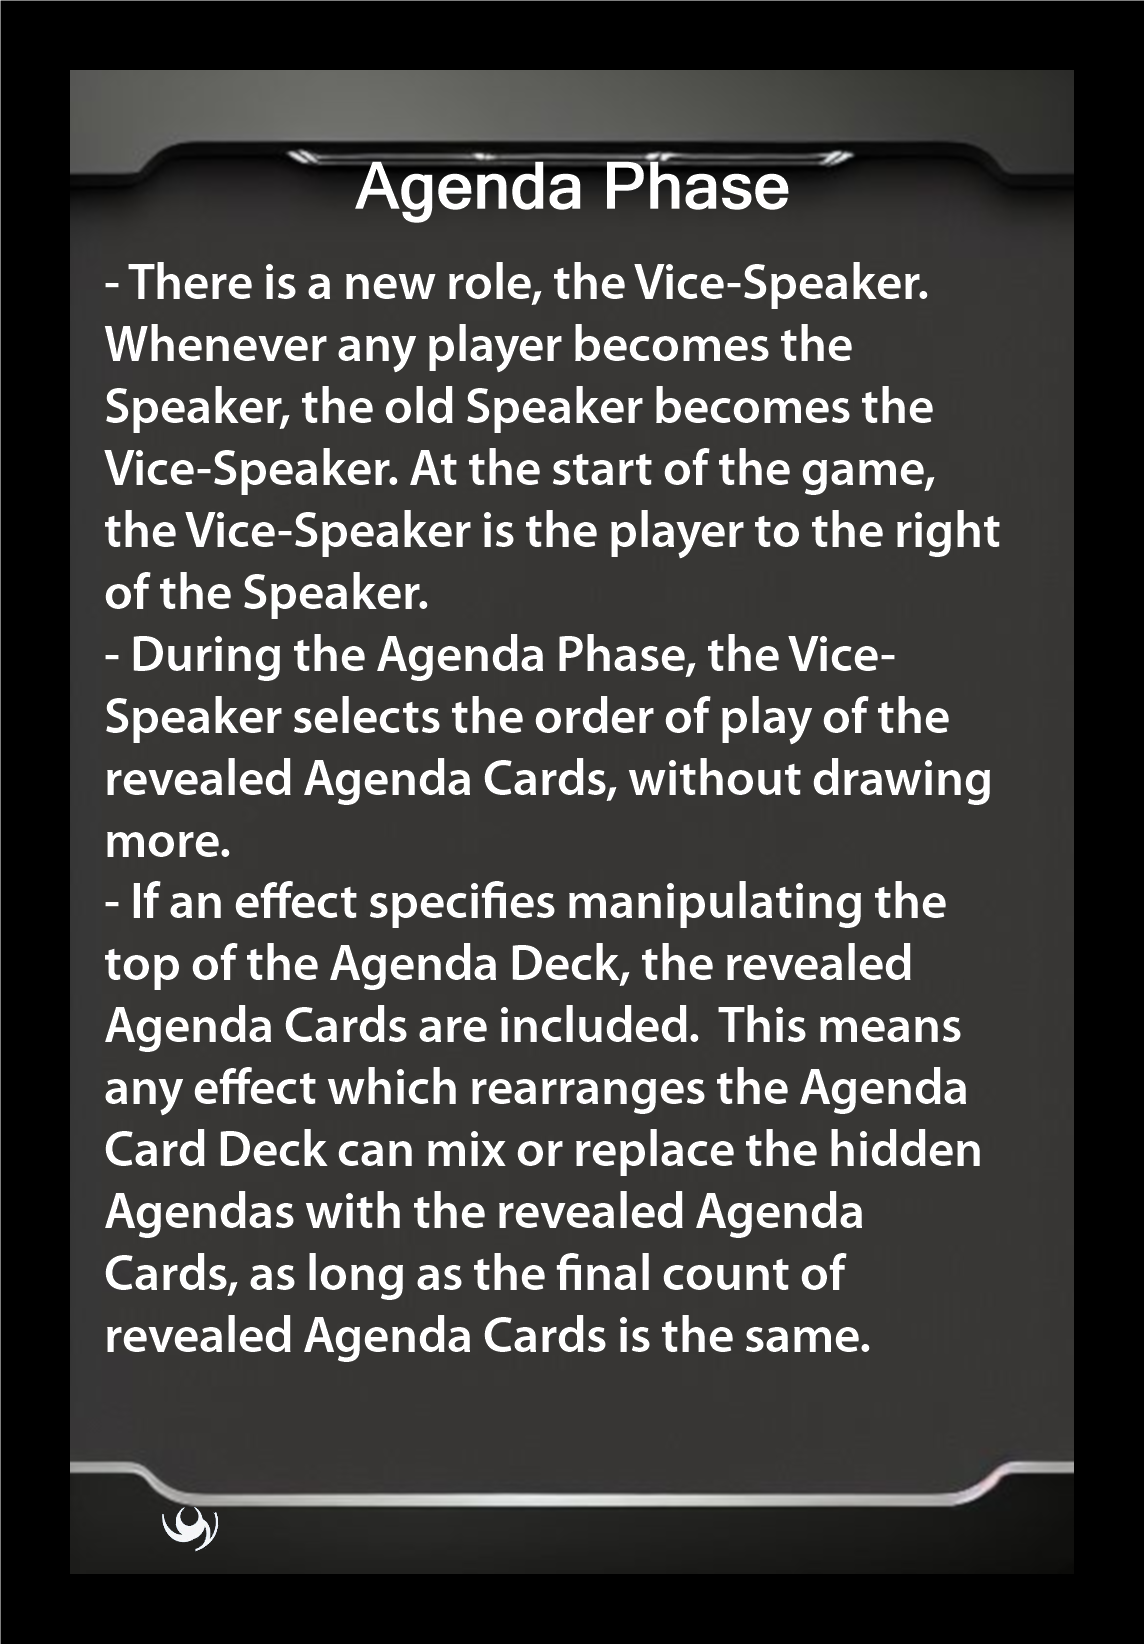 Agenda Phase
- There is a new role, the Vice-Speaker.
Whenever any player becomes the
Speaker, the old Speaker becomes the
Vice-Speaker. At the start of the game,
the Vice-Speaker is the player to the right
of the Speaker.
- During the Agenda Phase, the Vice-
Speaker selects the order of play of the
revealed Agenda Cards, without drawing
more.
- If an effect specifies manipulating the
top of the Agenda Deck, the revealed
Agenda Cards are included.  This means
any effect which rearranges the Agenda
Card Deck can mix or replace the hidden
Agendas with the revealed Agenda
Cards, as long as the final count of
revealed Agenda Cards is the same.